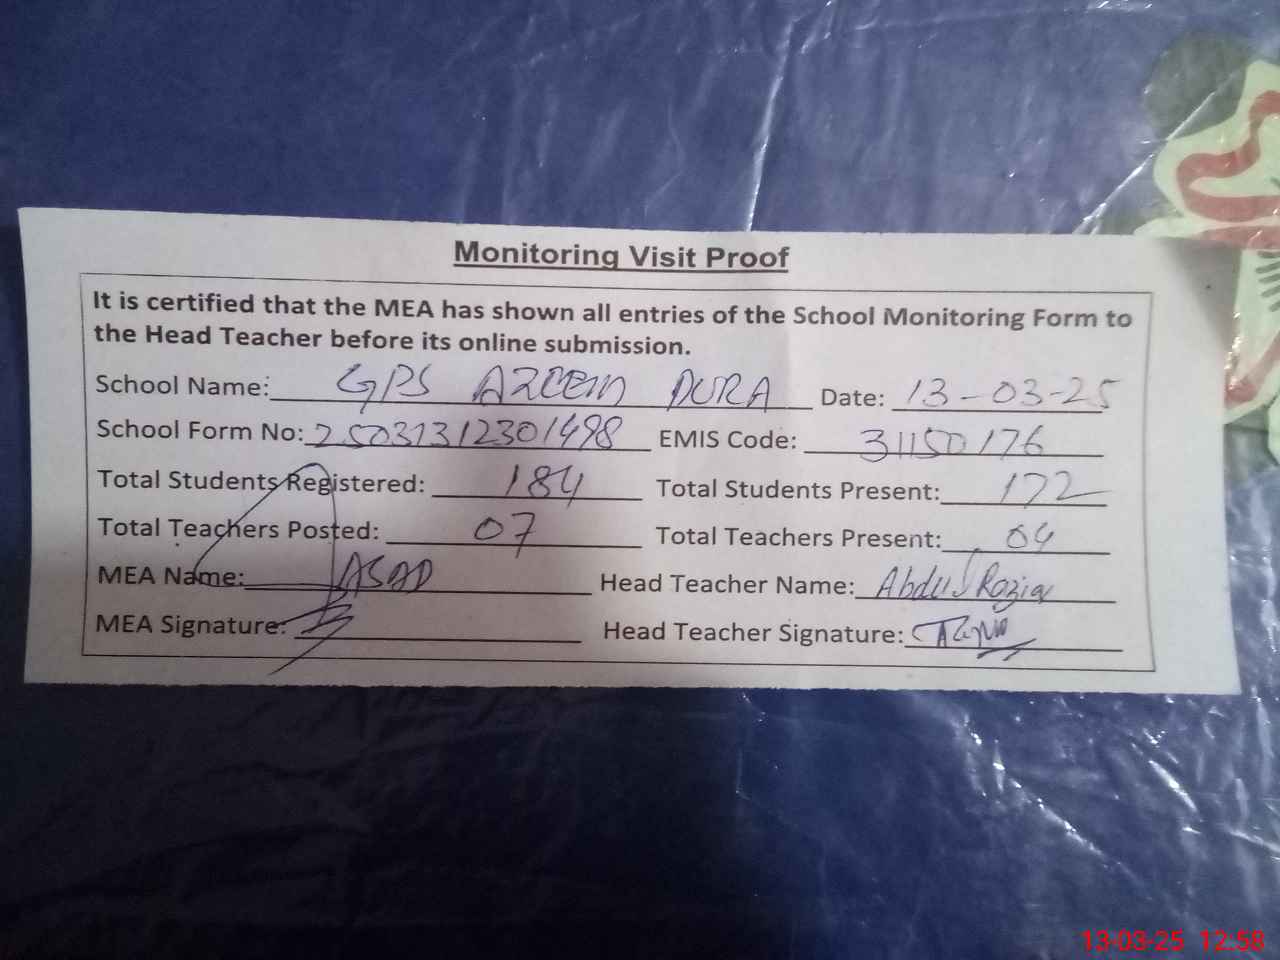 Monitoring Visit Proof
It is certified that the MEA has shown all entries of the School Monitoring Form to
the Head Teacher before its online submission.
School Name: GPS AZEEM PURA Date: 13-03-25
School Form No: 25031312301498 EMIS Code: 31150176
Total Students Registered: 184 Total Students Present: 172
Total Teachers Posted: 07 Total Teachers Present: 04
MEA Name: ASAD Head Teacher Name: Abdul
MEA Signature: Head Teacher Signature:
13-03-25 12:58